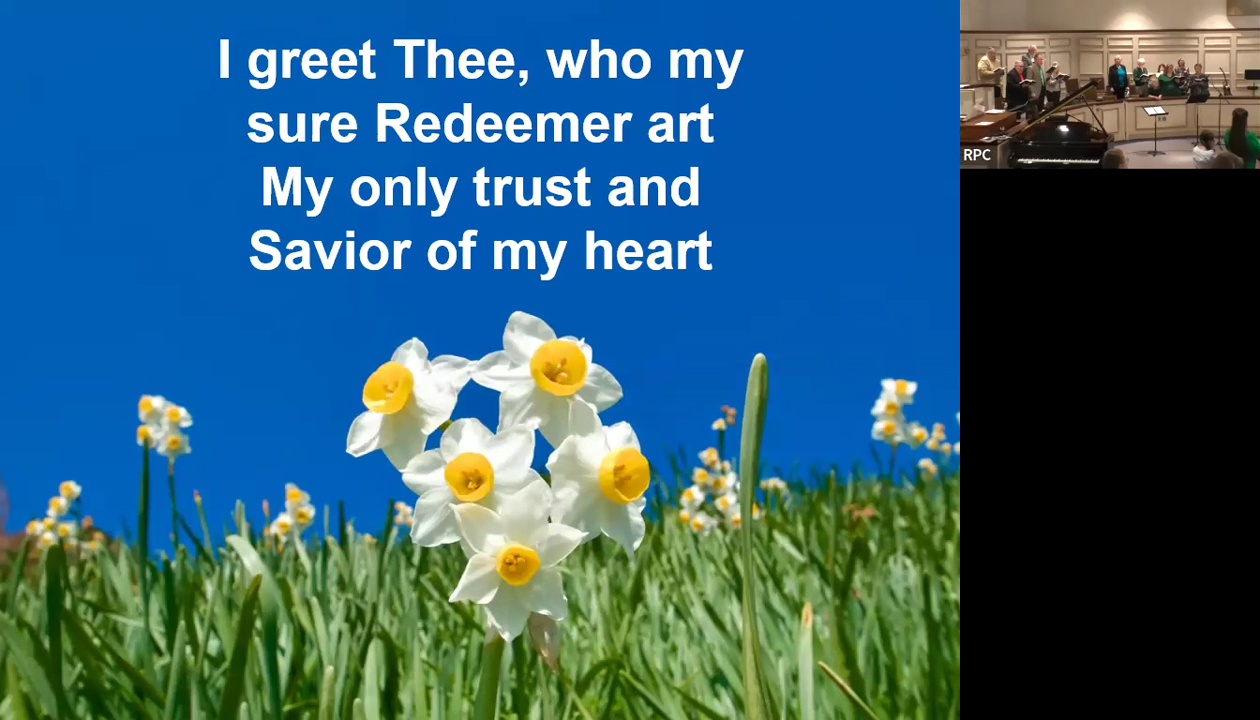 I greet Thee, who my
sure Redeemer art
My only trust and
Savior of my heart
RPC